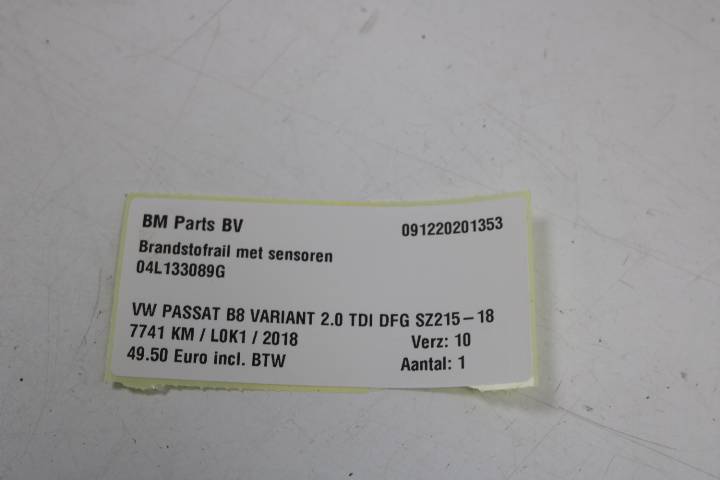 BM Parts BV 091220201353
Brandstofrail met sensoren
04L133089G
VW PASSAT B8 VARIANT 2.0 TDI DFG SZ215-18
7741 KM / L0K1 / 2018 Verz: 10
49.50 Euro incl. BTW Aantal: 1